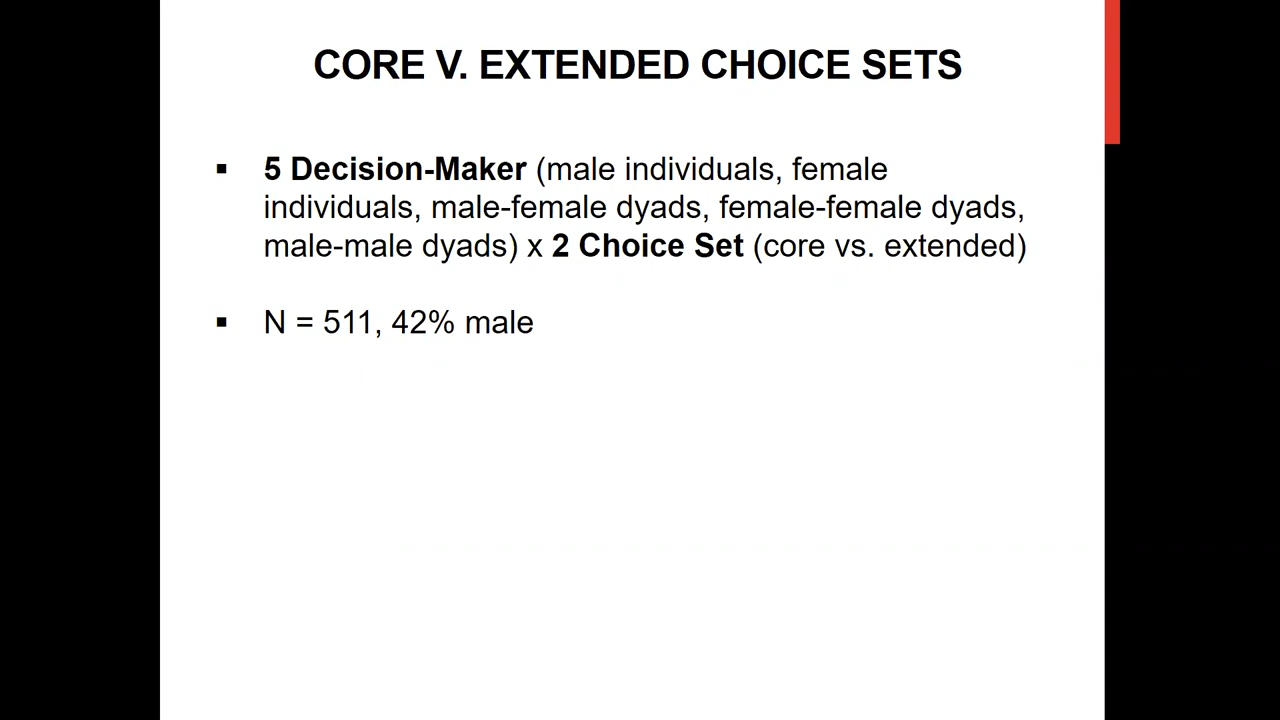 CORE V. EXTENDED CHOICE SETS
▪ 5 Decision-Maker (male individuals, female
individuals, male-female dyads, female-female dyads,
male-male dyads) x 2 Choice Set (core vs. extended)
▪ N = 511, 42% male